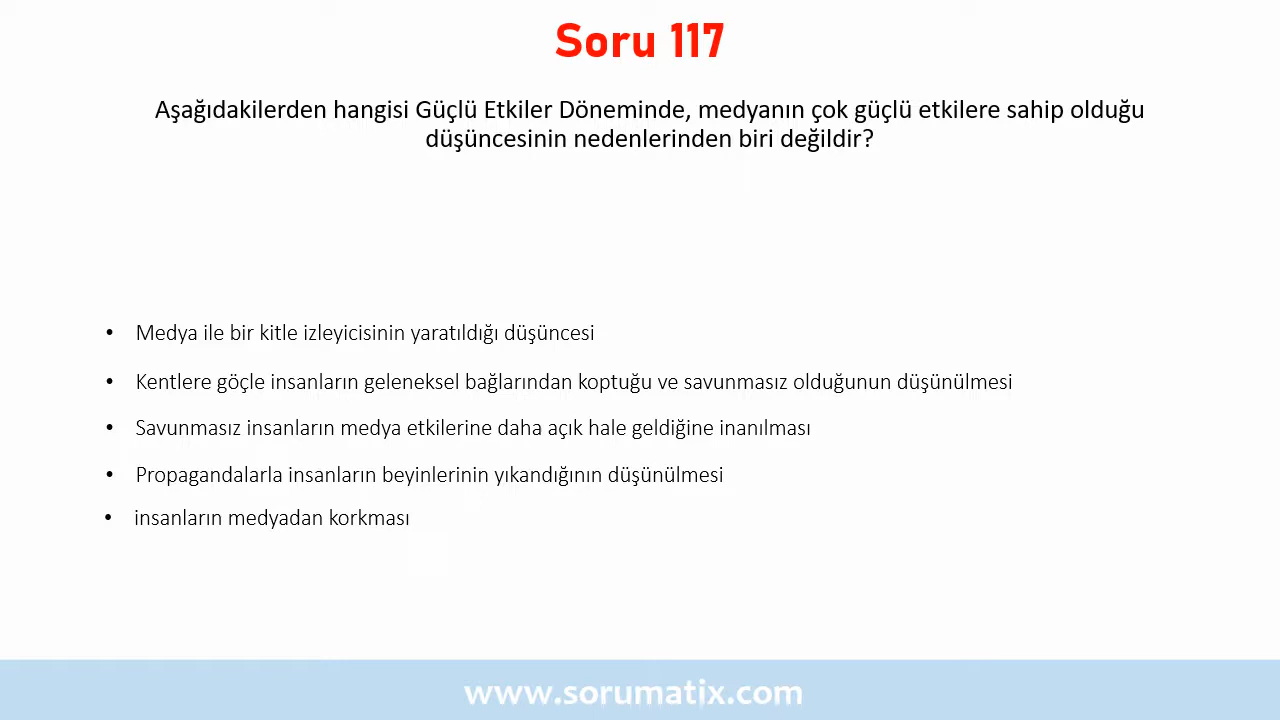 Soru 117
Aşağıdakilerden hangisi Güçlü Etkiler Döneminde, medyanın çok güçlü etkilere sahip olduğu
düşüncesinin nedenlerinden biri değildir?
• Medya ile bir kitle izleyicisinin yaratıldığı düşüncesi
• Kentlere göçle insanların geleneksel bağlarından koptuğu ve savunmasız olduğunun düşünülmesi
• Savunmasız insanların medya etkilerine daha açık hale geldiğine inanılması
• Propagandalarla insanların beyinlerinin yıkandığının düşünülmesi
• insanların medyadan korkması
www.sorumatix.com